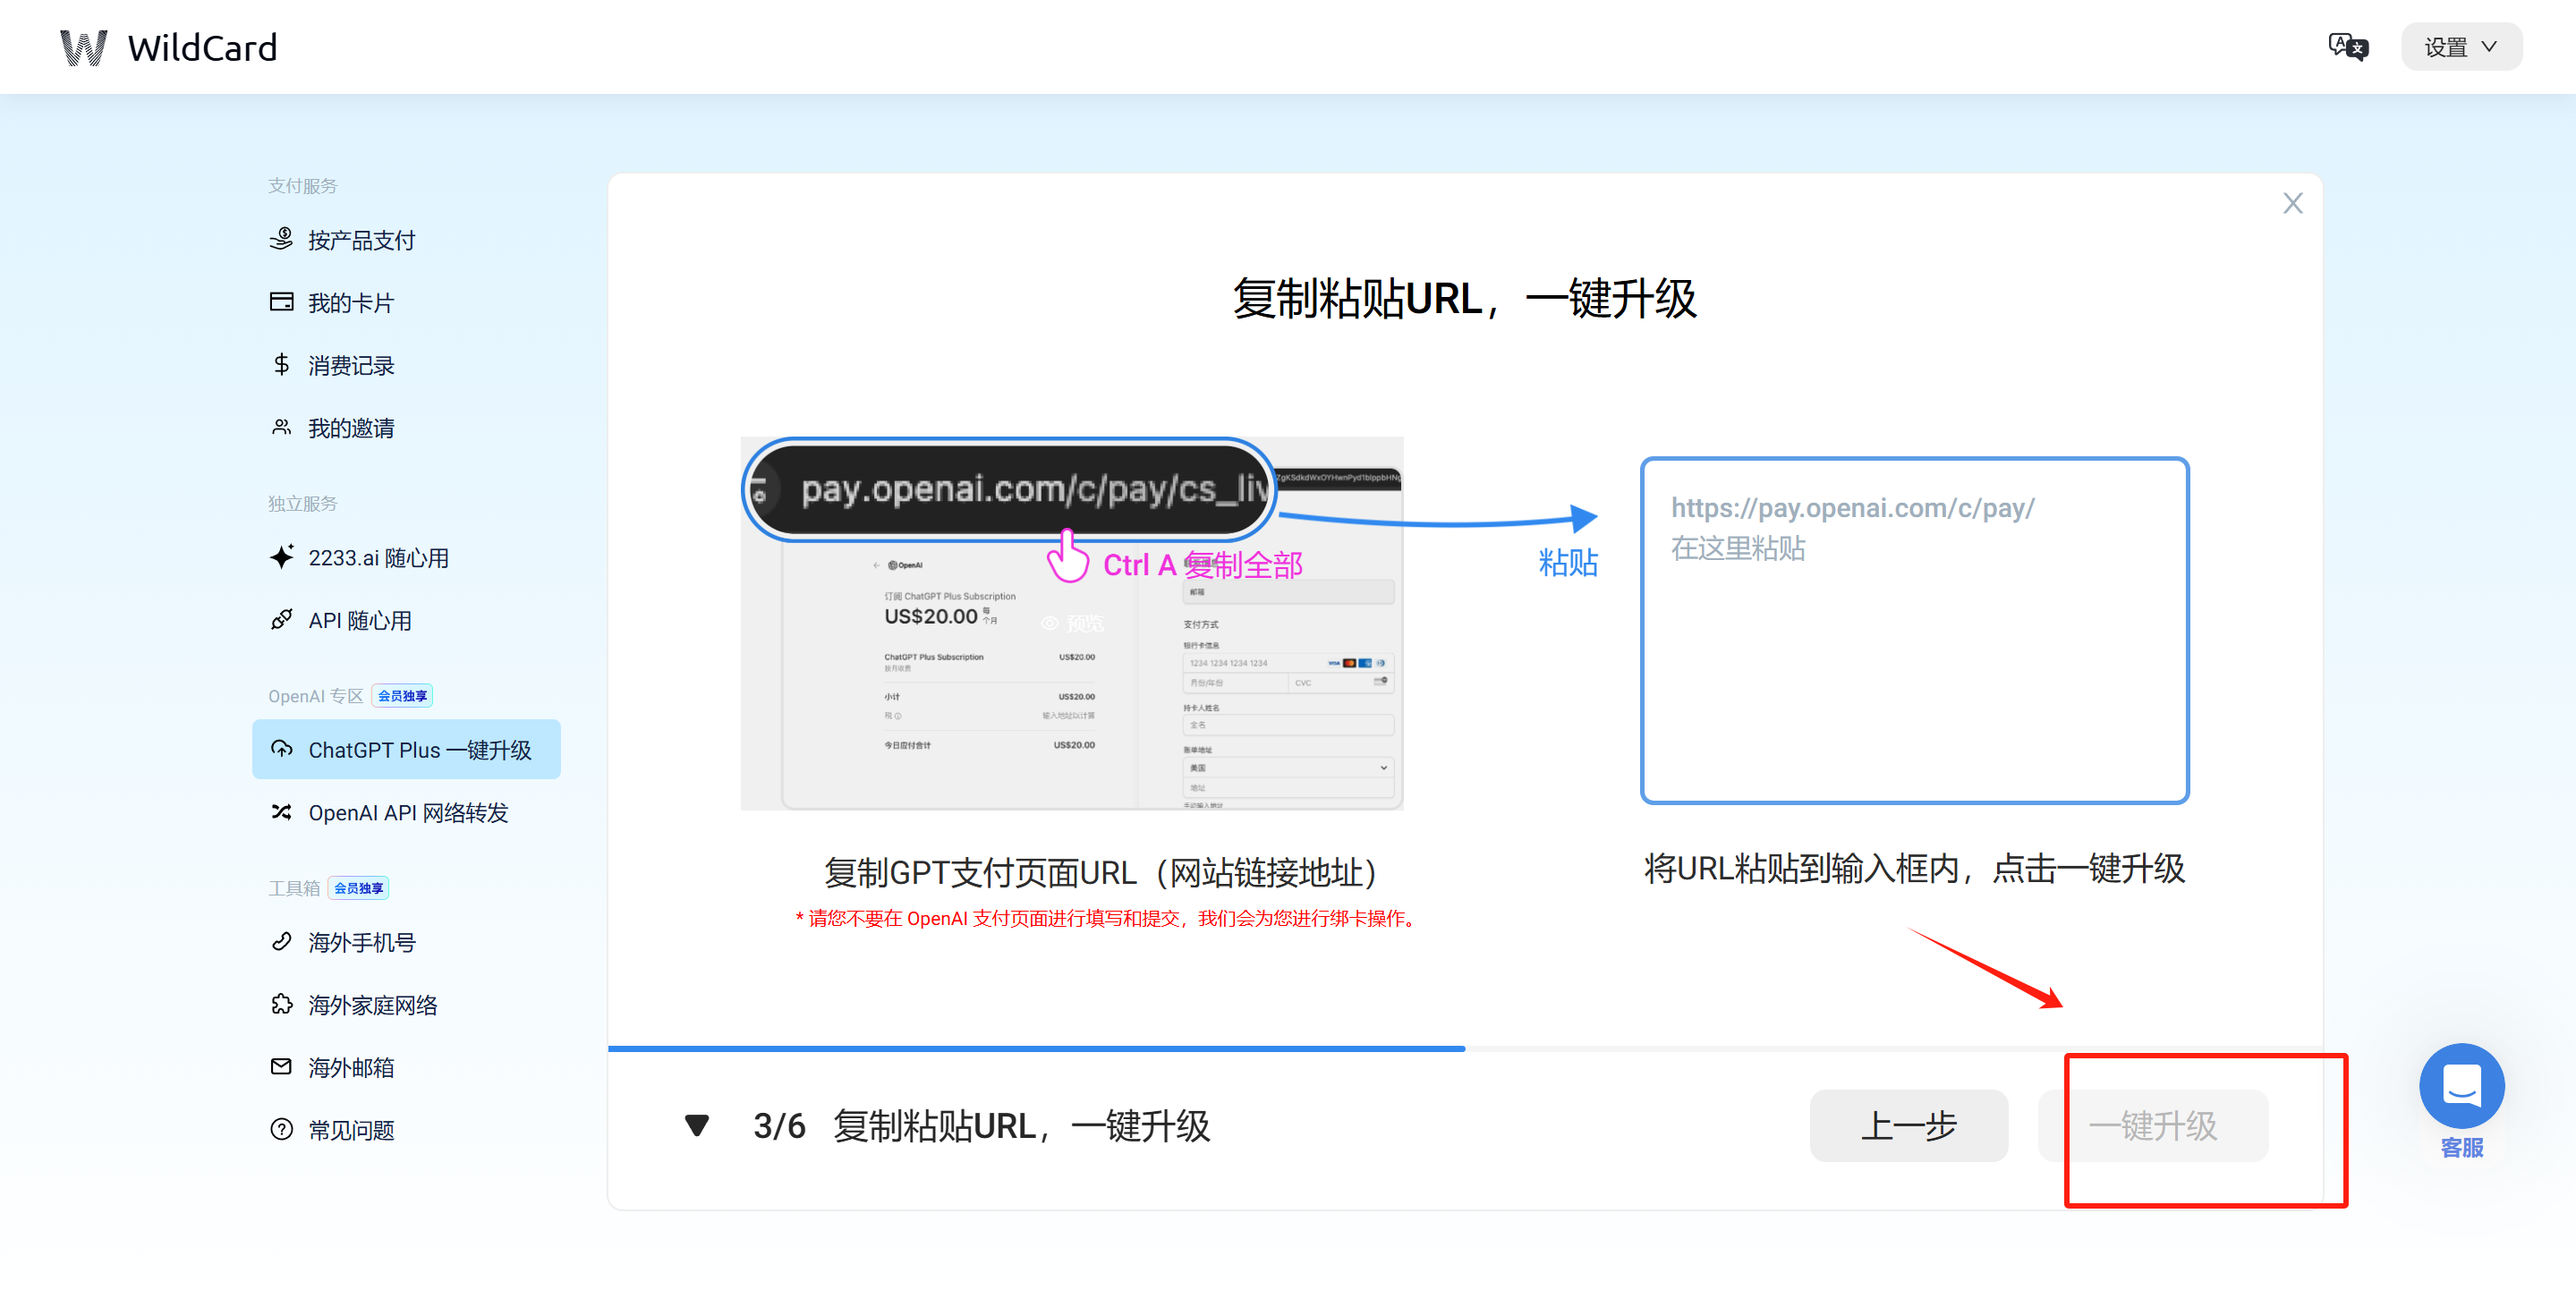 WildCard
设置
支付服务
按产品支付
我的卡片
消费记录
我的邀请
独立服务
2233.ai 随心用
API 随心用
OpenAI 专区 会员独享
ChatGPT Plus 一键升级
OpenAI API 网络转发
工具箱 会员独享
海外手机号
海外家庭网络
海外邮箱
常见问题
复制粘贴URL，一键升级
pay.openai.com/c/pay/cs_liv
Ctrl A 复制全部
OpenAI
订阅 ChatGPT Plus Subscription
US$20.00 每
个月
预览
ChatGPT Plus Subscription US$20.00
按月收费
小计 US$20.00
税 输入地址以计算
今日应付合计 US$20.00
邮箱
支付方式
银行卡信息
1234 1234 1234 1234 VISA
月份/年份 CVC
持卡人姓名
全名
账单地址
美国
地址
手动输入地址
粘贴
https://pay.openai.com/c/pay/
在这里粘贴
复制GPT支付页面URL（网站链接地址）
* 请您不要在 OpenAI 支付页面进行填写和提交，我们会为您进行绑卡操作。
将URL粘贴到输入框内，点击一键升级
3/6 复制粘贴URL，一键升级
上一步
一键升级
客服